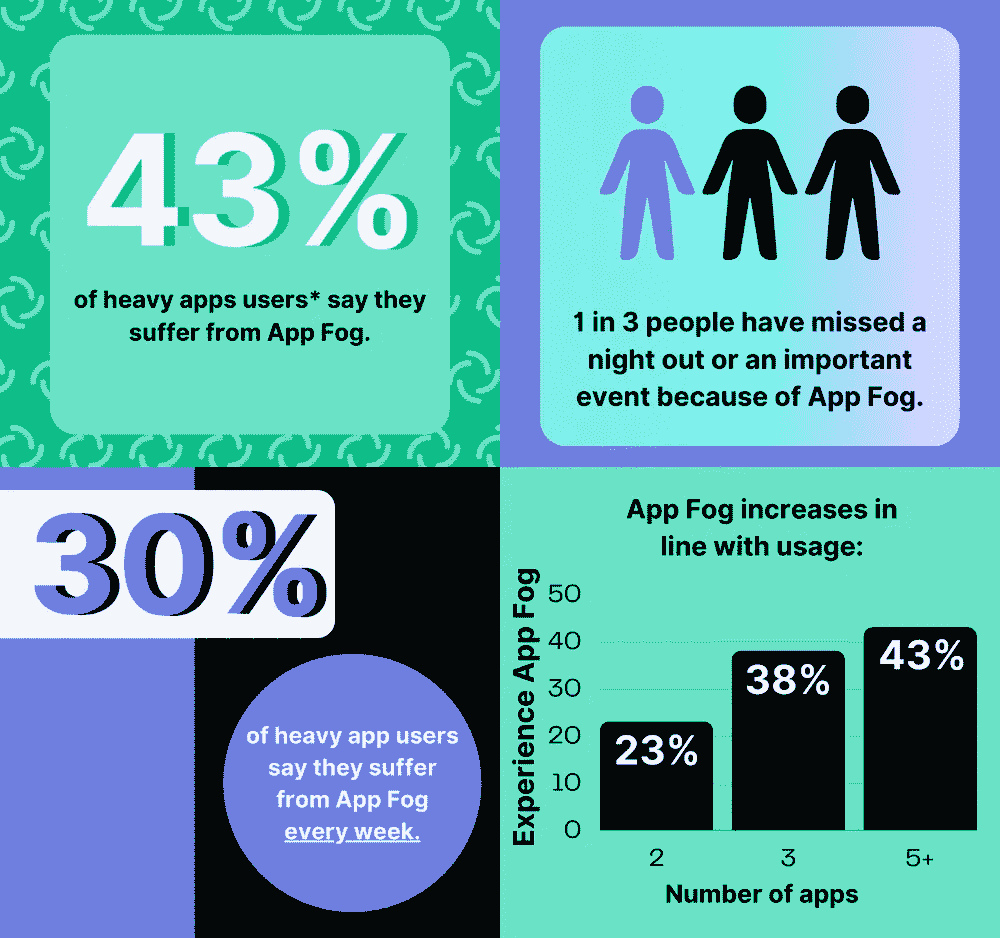 43%
of heavy apps users* say they
suffer from App Fog.
1 in 3 people have missed a
night out or an important
event because of App Fog.
30%
of heavy app users
say they suffer
from App Fog
every week.
App Fog increases in
line with usage:
Experience App Fog
50
40
30
20
10
0
23%
38%
43%
2 3 5+
Number of apps